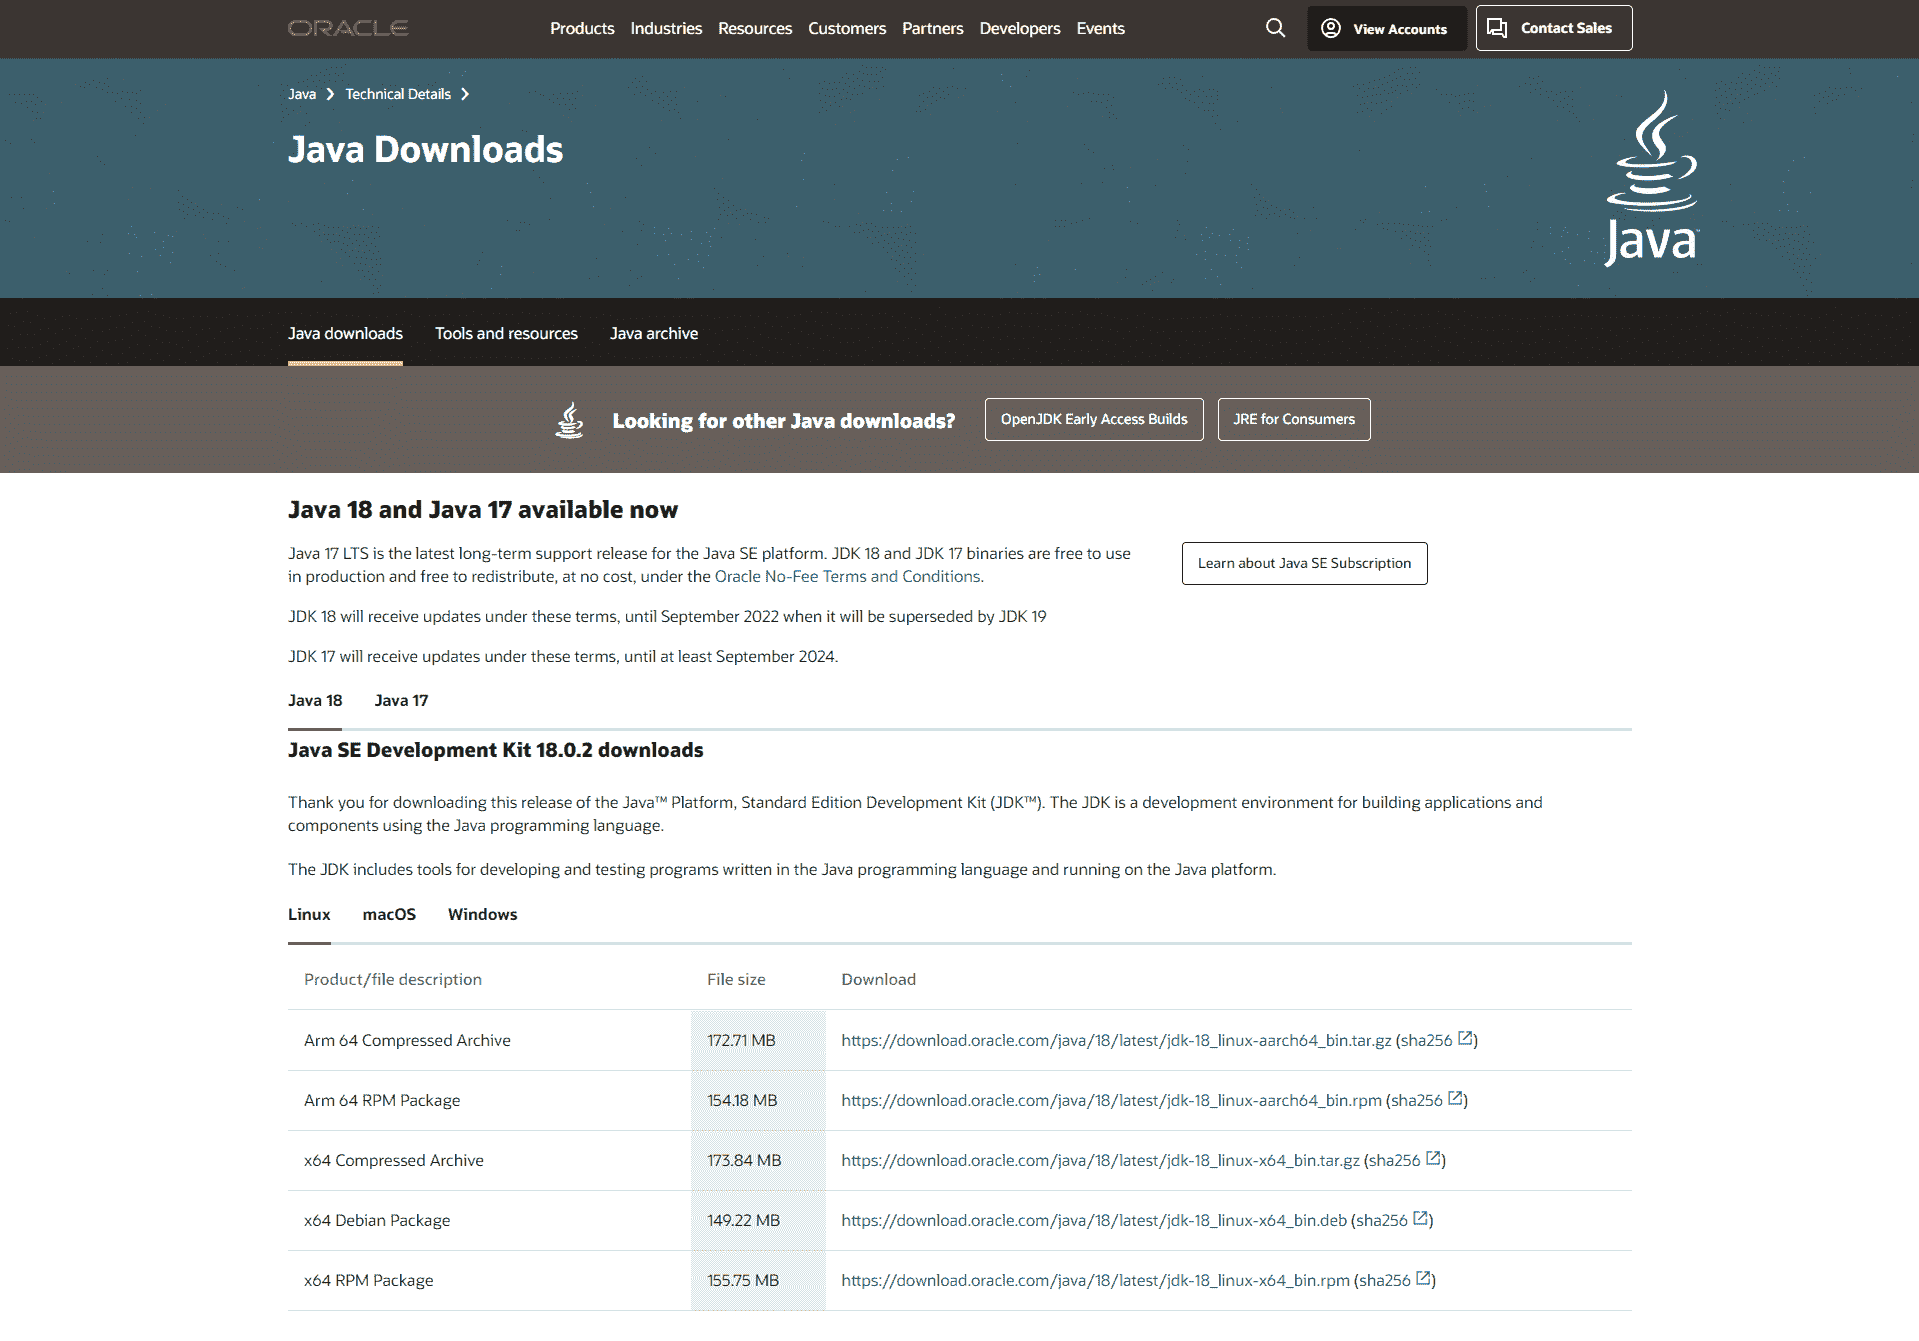 ORACLE
Products Industries Resources Customers Partners Developers Events
View Accounts
Contact Sales
Java Technical Details
Java Downloads
Java™
Java downloads Tools and resources Java archive
Looking for other Java downloads? OpenJDK Early Access Builds JRE for Consumers
Java 18 and Java 17 available now
Java 17 LTS is the latest long-term support release for the Java SE platform. JDK 18 and JDK 17 binaries are free to use
in production and free to redistribute, at no cost, under the Oracle No-Fee Terms and Conditions.
Learn about Java SE Subscription
JDK 18 will receive updates under these terms, until September 2022 when it will be superseded by JDK 19
JDK 17 will receive updates under these terms, until at least September 2024.
Java 18 Java 17
Java SE Development Kit 18.0.2 downloads
Thank you for downloading this release of the Java™ Platform, Standard Edition Development Kit (JDK™). The JDK is a development environment for building applications and
components using the Java programming language.
The JDK includes tools for developing and testing programs written in the Java programming language and running on the Java platform.
Linux macOS Windows
Product/file description File size Download
Arm 64 Compressed Archive 172.71 MB https://download.oracle.com/java/18/latest/jdk-18_linux-aarch64_bin.tar.gz (sha256)
Arm 64 RPM Package 154.18 MB https://download.oracle.com/java/18/latest/jdk-18_linux-aarch64_bin.rpm (sha256)
x64 Compressed Archive 173.84 MB https://download.oracle.com/java/18/latest/jdk-18_linux-x64_bin.tar.gz (sha256)
x64 Debian Package 149.22 MB https://download.oracle.com/java/18/latest/jdk-18_linux-x64_bin.deb (sha256)
x64 RPM Package 155.75 MB https://download.oracle.com/java/18/latest/jdk-18_linux-x64_bin.rpm (sha256)